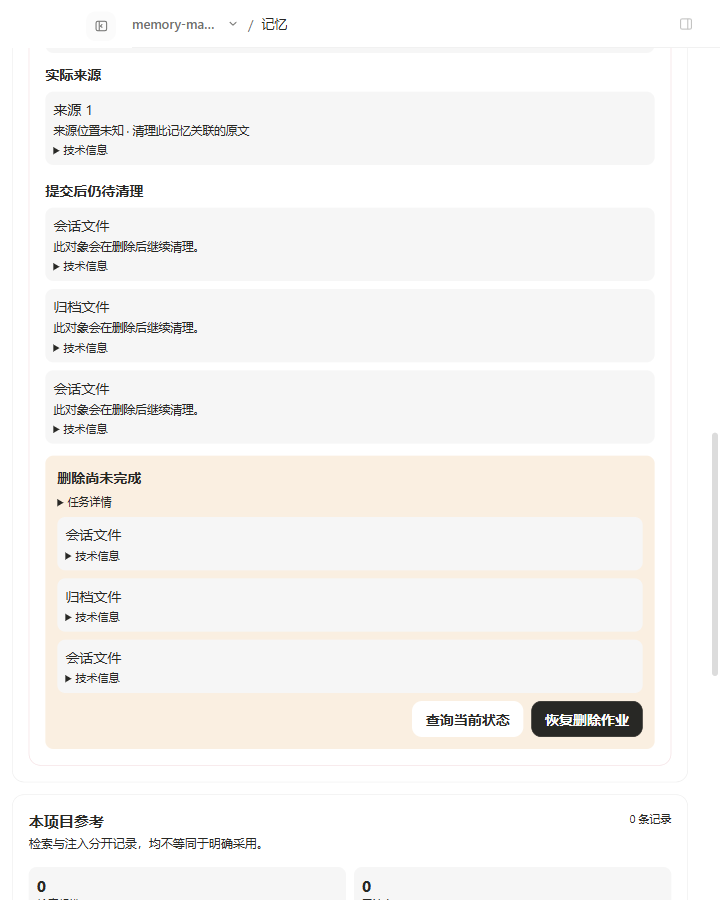 memory-ma... / 记忆
实际来源
来源 1
来源位置未知 · 清理此记忆关联的原文
▶ 技术信息
提交后仍待清理
会话文件
此对象会在删除后继续清理。
▶ 技术信息
归档文件
此对象会在删除后继续清理。
▶ 技术信息
会话文件
此对象会在删除后继续清理。
▶ 技术信息
删除尚未完成
▶ 任务详情
会话文件
▶ 技术信息
归档文件
▶ 技术信息
会话文件
▶ 技术信息
查询当前状态 恢复删除作业
本项目参考 0 条记录
检索与注入分开记录，均不等同于明确采用。
0 0